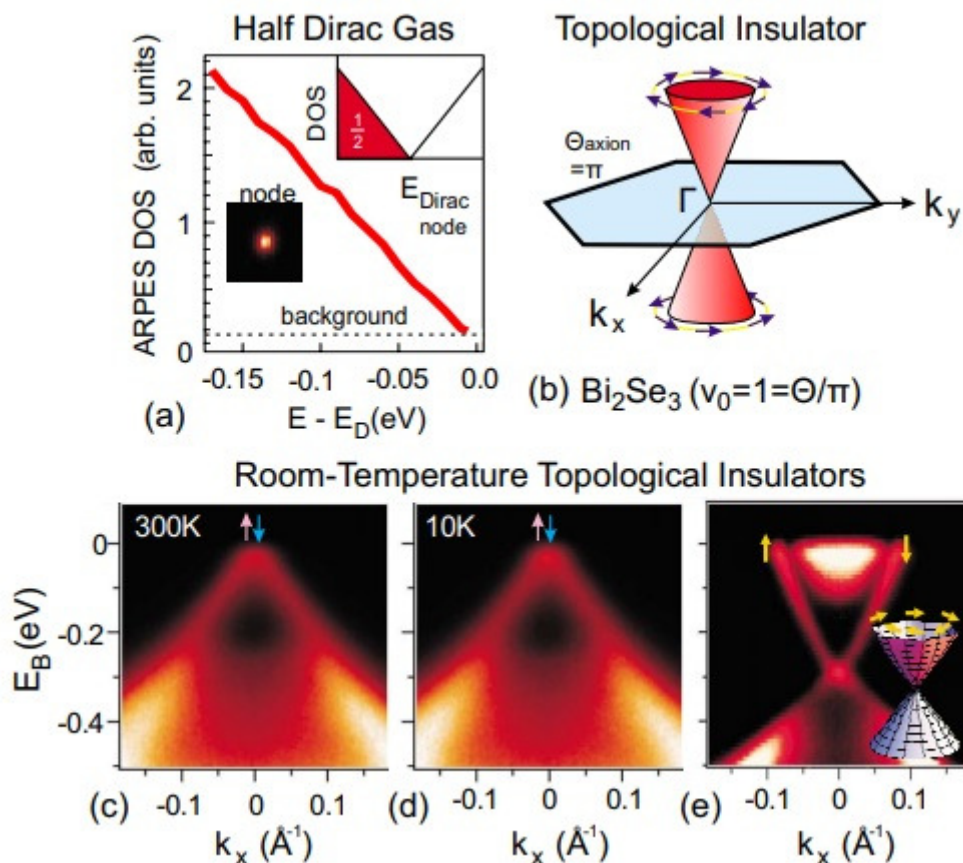 Half Dirac Gas
Topological Insulator
ARPES DOS (arb. units)
2
1
0
DOS
1/2
E_Dirac
node
node
background
-0.15
-0.1
-0.05
0.0
(a)
E - E_D(eV)
Θaxion
=π
Γ
k_y
k_x
(b) Bi₂Se₃ (ν₀=1=Θ/π)
Room-Temperature Topological Insulators
300K
10K
E_B(eV)
0
-0.2
-0.4
(c)
-0.1
0
0.1
k_x (Å⁻¹)
(d)
-0.1
0
0.1
k_x (Å⁻¹)
(e)
-0.1
0
0.1
k_x (Å⁻¹)